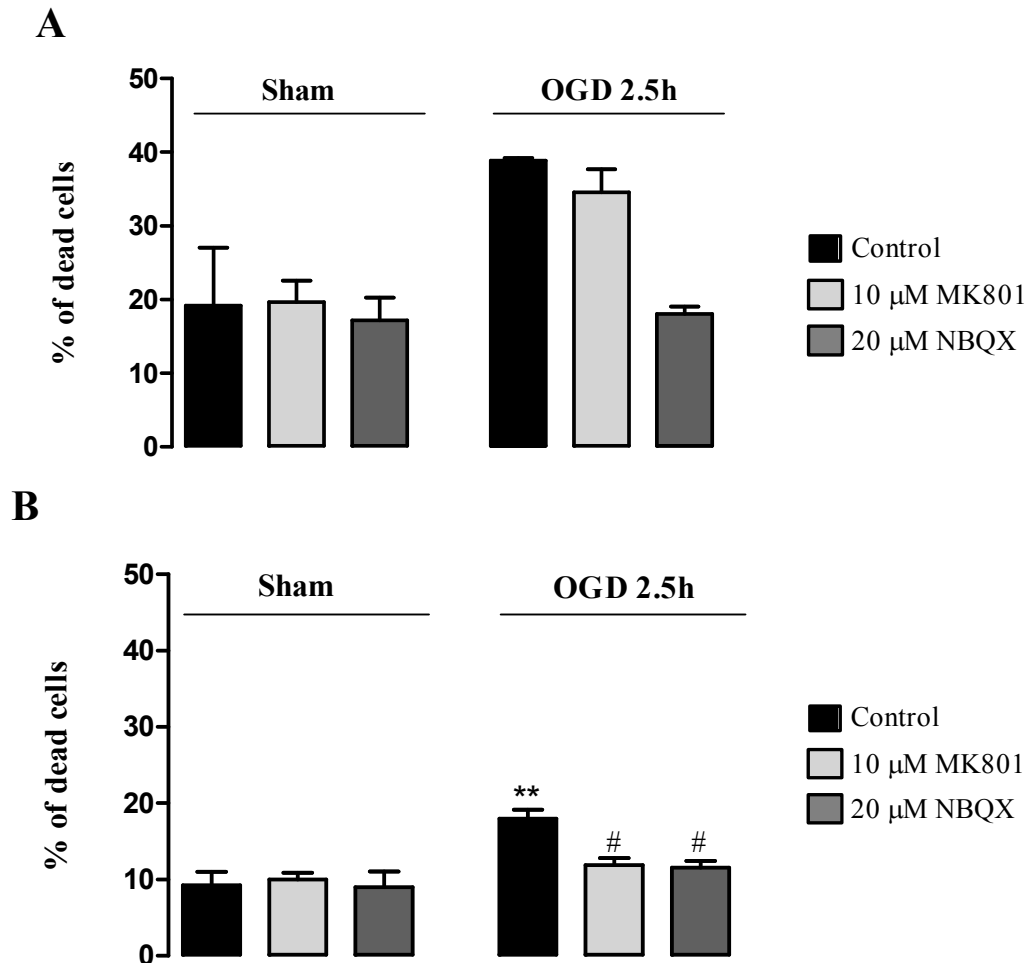 A
50
40
30
20
10
0
% of dead cells
Sham
OGD 2.5h
Control
10 μM MK801
20 μM NBQX
B
50
40
30
20
10
0
% of dead cells
Sham
OGD 2.5h
**
#
#
Control
10 μM MK801
20 μM NBQX